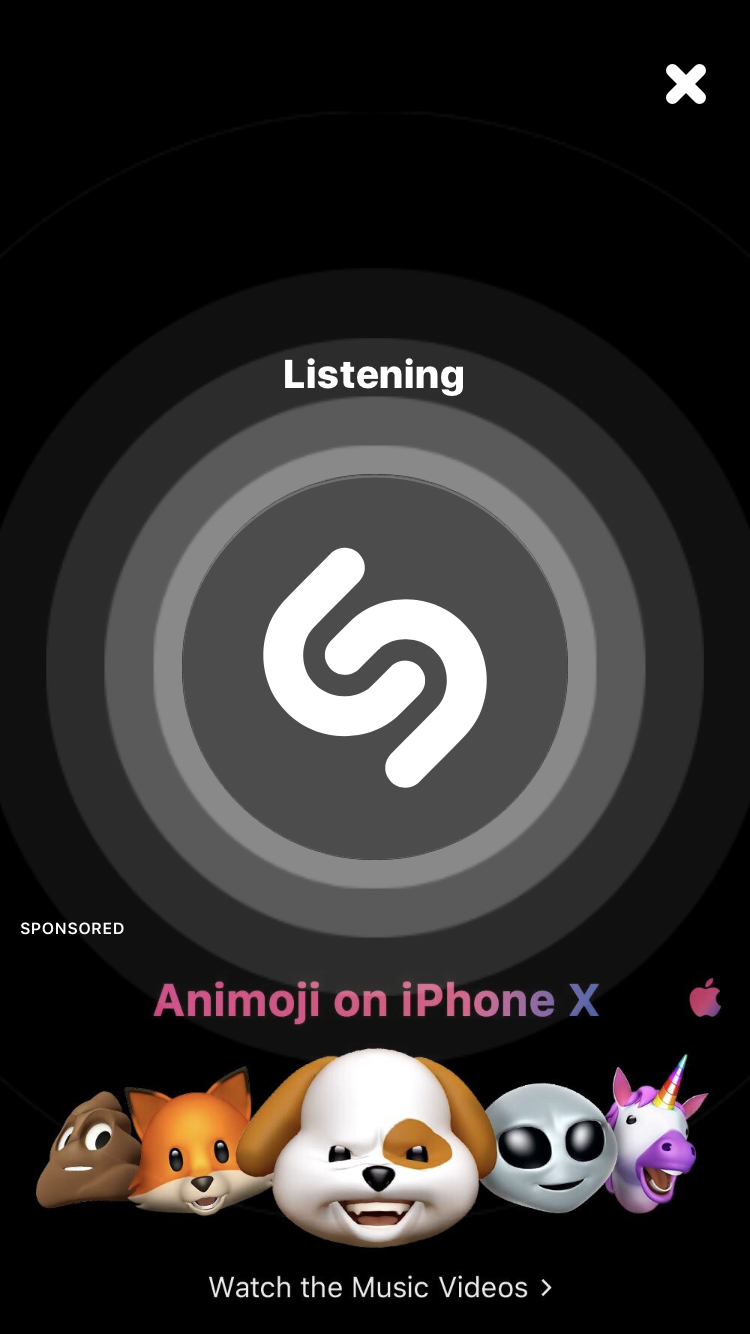 Listening
SPONSORED
Animoji on iPhone X
Watch the Music Videos